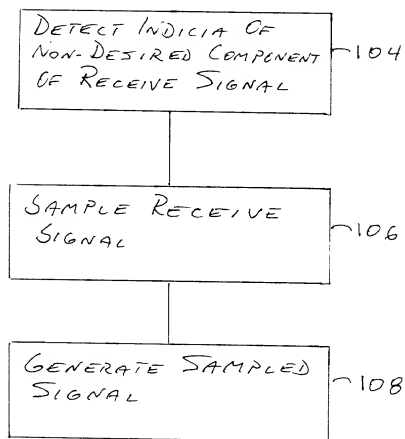 DETECT INDICIA OF
NON-DESIRED COMPONENT
OF RECEIVE SIGNAL
104
SAMPLE RECEIVE
SIGNAL
106
GENERATE SAMPLED
SIGNAL
108